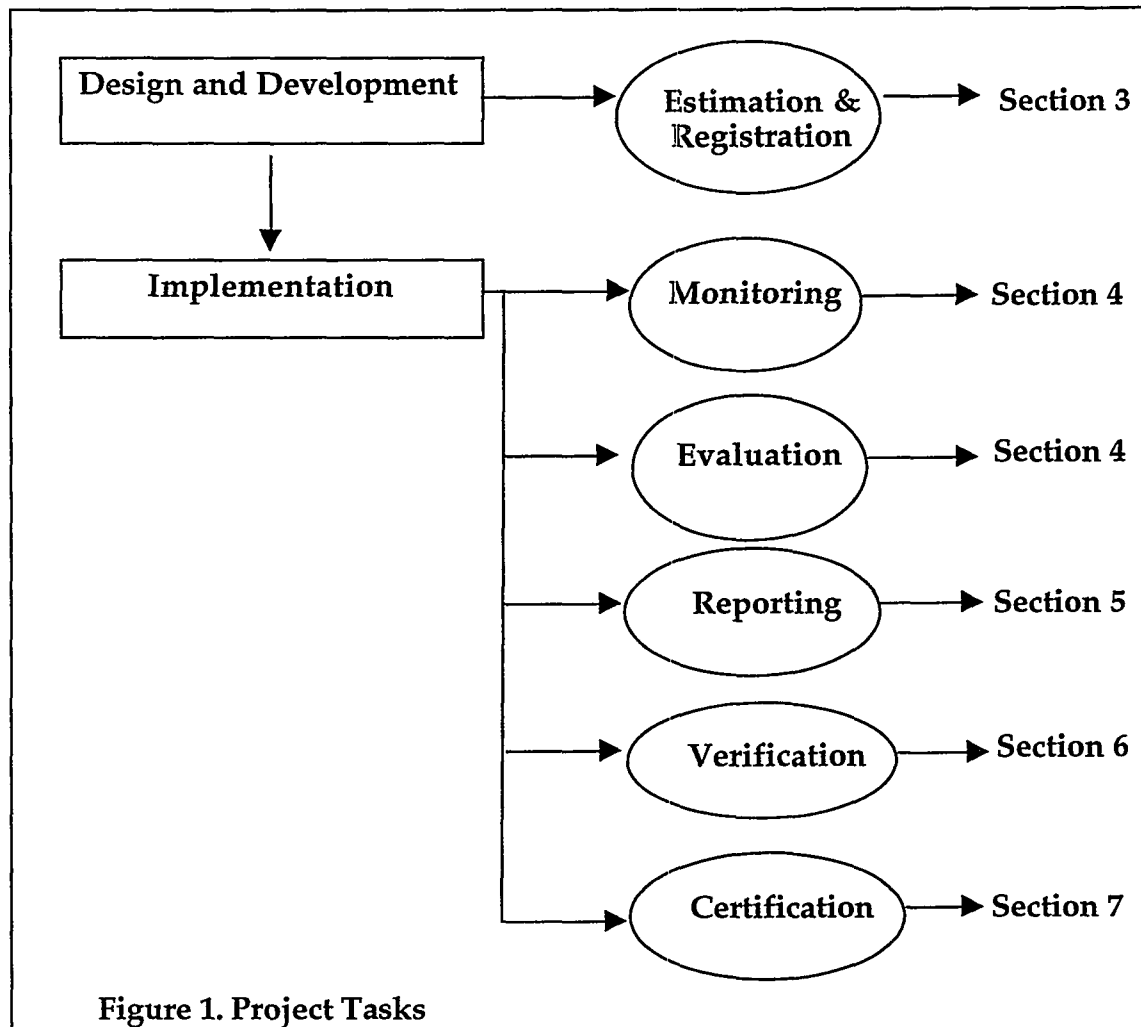 Design and Development
Estimation &
Registration
Section 3
Implementation
Monitoring
Section 4
Evaluation
Section 4
Reporting
Section 5
Verification
Section 6
Certification
Section 7
Figure 1. Project Tasks